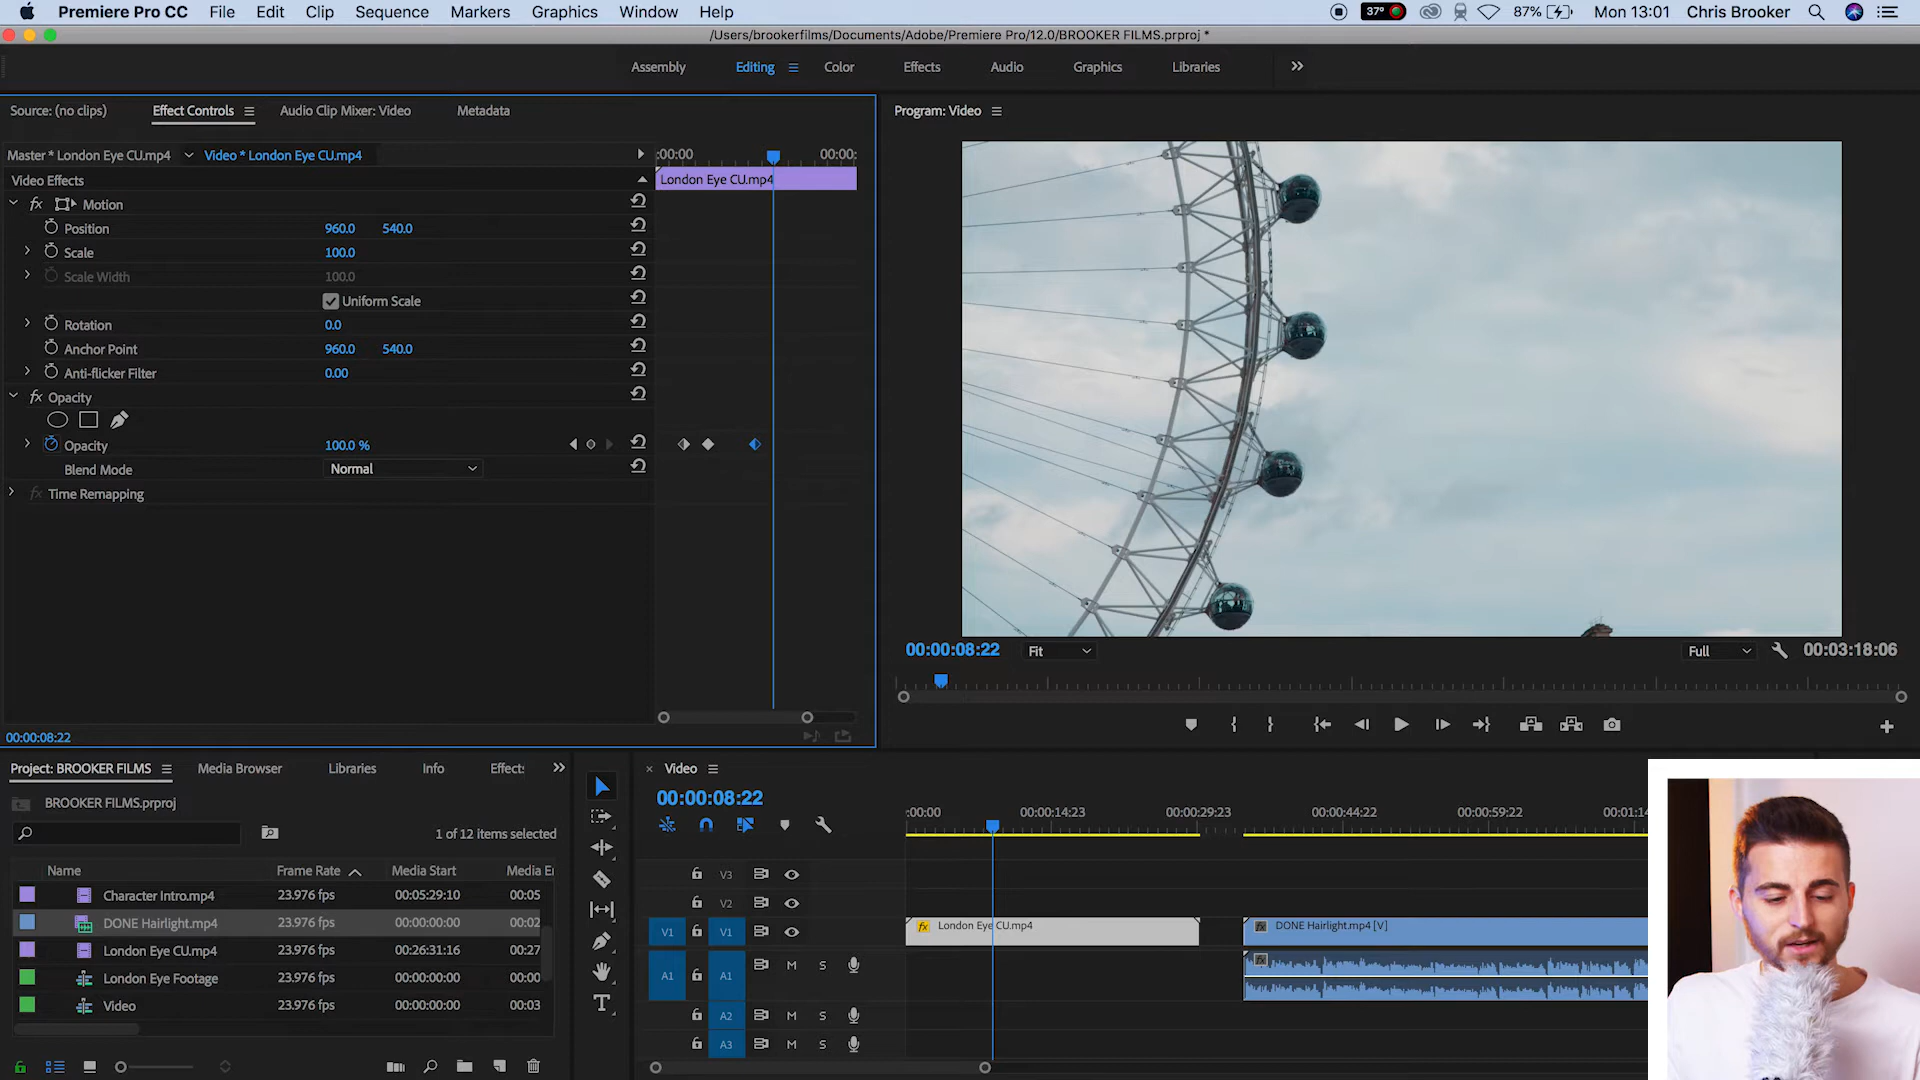 Premiere Pro CC File Edit Clip Sequence Markers Graphics Window Help 37° 87% Mon 13:01 Chris Brooker
/Users/brookerfilms/Documents/Adobe/Premiere Pro/12.0/BROOKER FILMS.prproj *
Assembly Editing Color Effects Audio Graphics Libraries
Source: (no clips) Effect Controls Audio Clip Mixer: Video Metadata
Program: Video
Master * London Eye CU.mp4 Video * London Eye CU.mp4 :00:00 00:00:
Video Effects London Eye CU.mp4
fx Motion
Position 960.0 540.0
Scale 100.0
Scale Width 100.0
Uniform Scale
Rotation 0.0
Anchor Point 960.0 540.0
Anti-flicker Filter 0.00
fx Opacity
Opacity 100.0 %
Blend Mode Normal
fx Time Remapping
00:00:08:22
00:00:08:22 Fit Full 00:03:18:06
Project: BROOKER FILMS Media Browser Libraries Info Effects
BROOKER FILMS.prproj
1 of 12 items selected
Name Frame Rate Media Start Media E
Character Intro.mp4 23.976 fps 00:05:29:10 00:05
DONE Hairlight.mp4 23.976 fps 00:00:00:00 00:02
London Eye CU.mp4 23.976 fps 00:26:31:16 00:27
London Eye Footage 23.976 fps 00:00:00:00 00:00
Video 23.976 fps 00:00:00:00 00:03
T
× Video
00:00:08:22
:00:00 00:00:14:23 00:00:29:23 00:00:44:22 00:00:59:22 00:01:14
V3
V2
V1 V1 fx London Eye CU.mp4 fx DONE Hairlight.mp4 [V]
A1 A1 M S fx
A2 M S
A3 M S